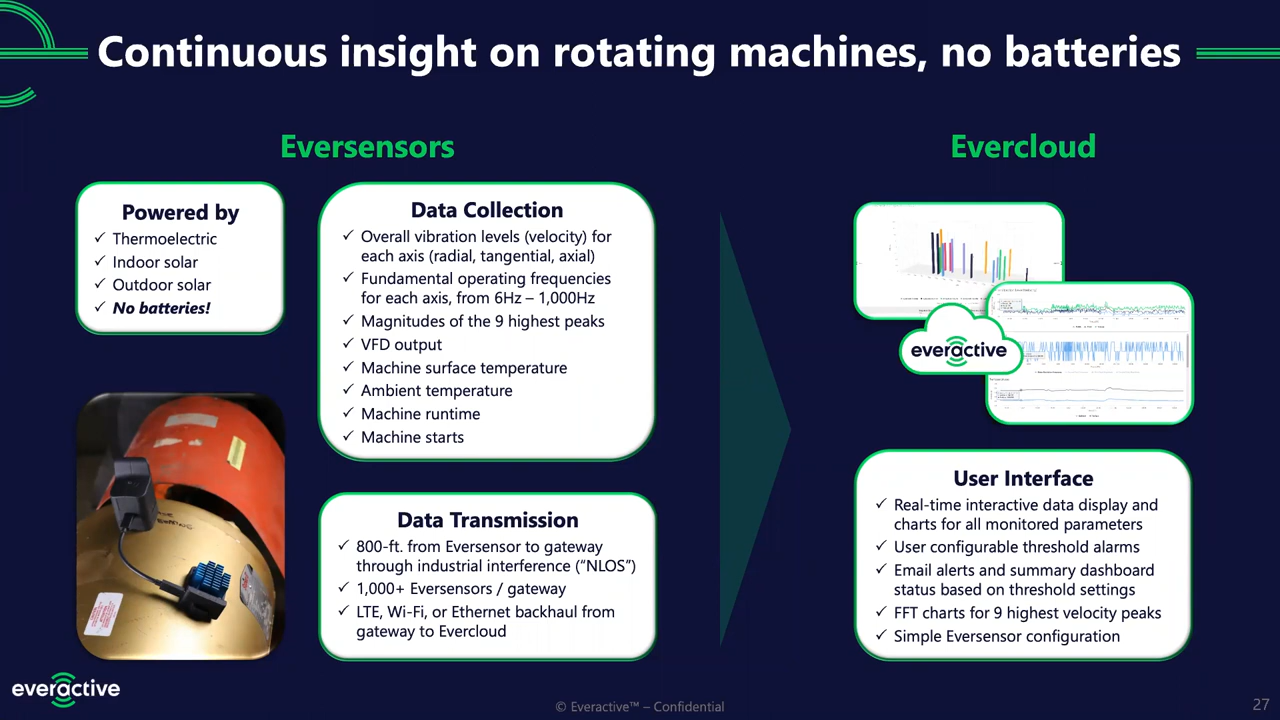 Continuous insight on rotating machines, no batteries
Eversensors
Powered by
✓ Thermoelectric
✓ Indoor solar
✓ Outdoor solar
✓ No batteries!
Data Collection
✓ Overall vibration levels (velocity) for
each axis (radial, tangential, axial)
✓ Fundamental operating frequencies
for each axis, from 6Hz – 1,000Hz
✓ Magnitudes of the 9 highest peaks
✓ VFD output
✓ Machine surface temperature
✓ Ambient temperature
✓ Machine runtime
✓ Machine starts
Data Transmission
✓ 800-ft. from Eversensor to gateway
through industrial interference (“NLOS”)
✓ 1,000+ Eversensors / gateway
✓ LTE, Wi-Fi, or Ethernet backhaul from
gateway to Evercloud
Evercloud
everactive
User Interface
✓ Real-time interactive data display and
charts for all monitored parameters
✓ User configurable threshold alarms
✓ Email alerts and summary dashboard
status based on threshold settings
✓ FFT charts for 9 highest velocity peaks
✓ Simple Eversensor configuration
everactive
© Everactive™ – Confidential
27